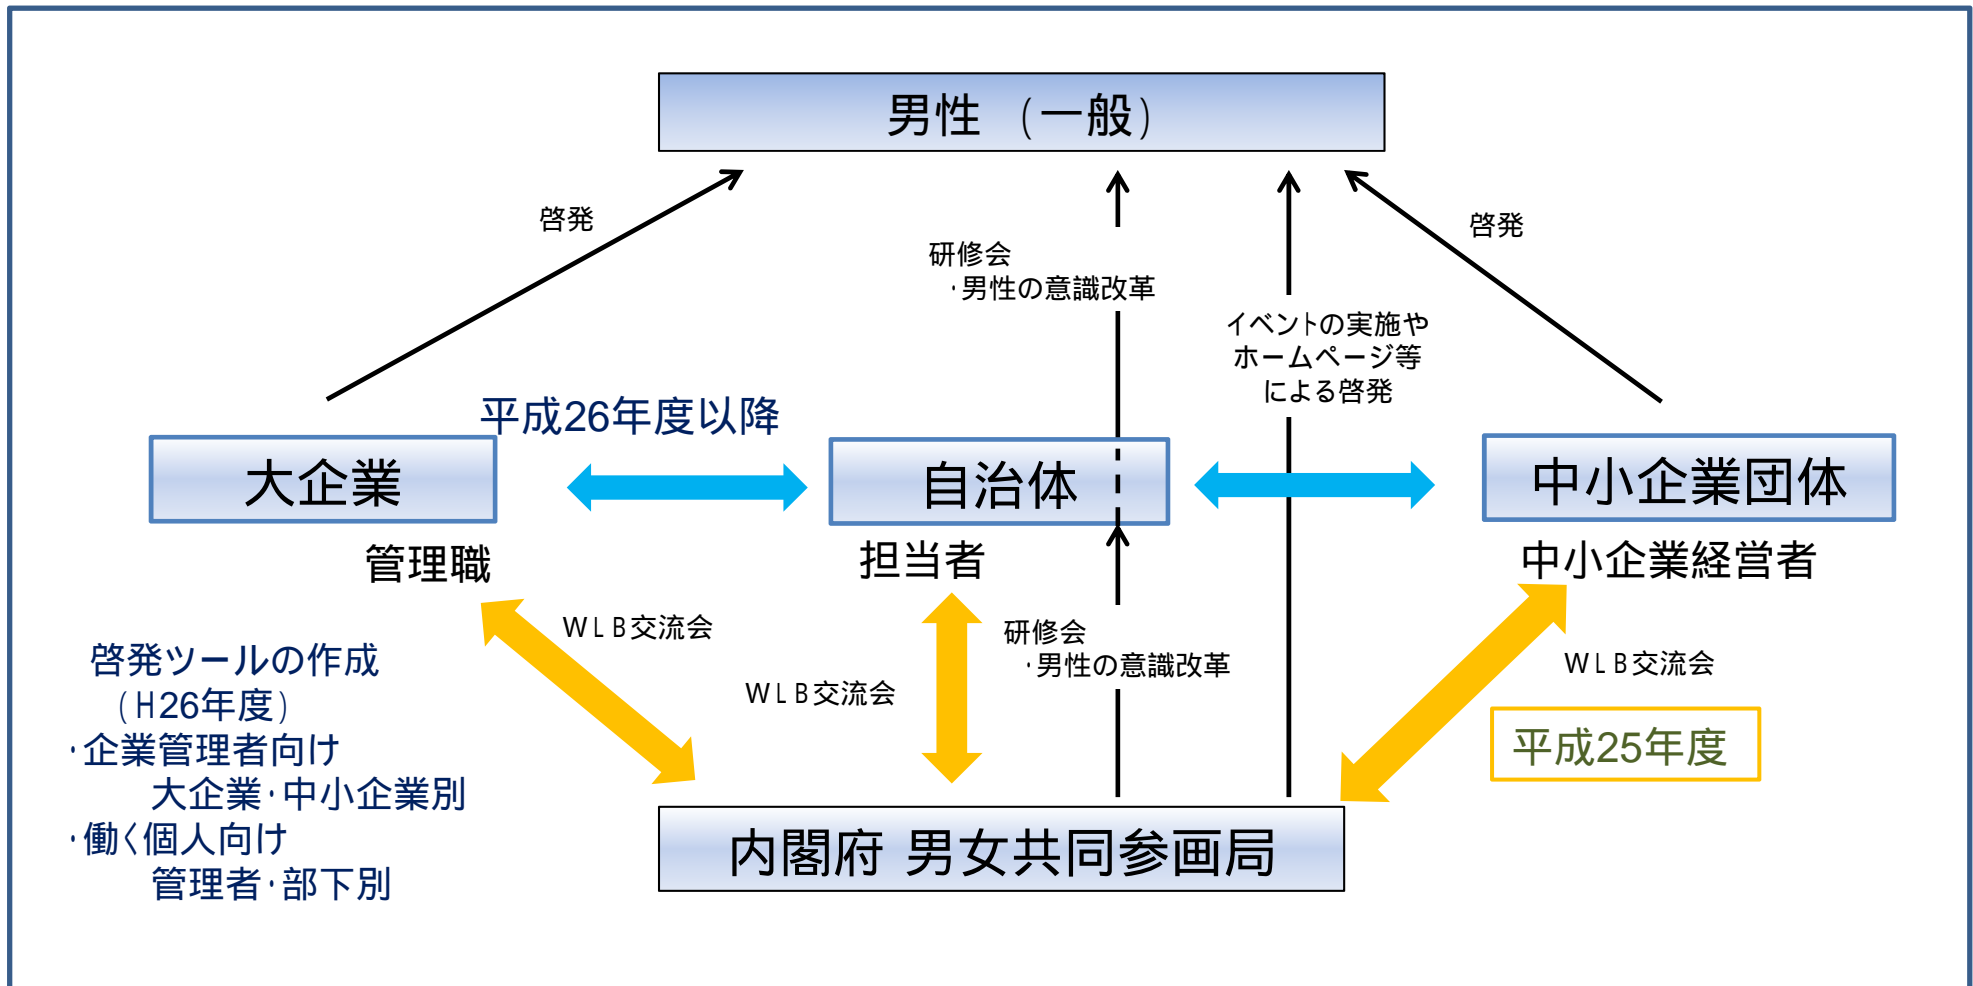 男性 （一般）
啓発
啓発
研修会
・男性の意識改革
イベントの実施や
ホームページ等
による啓発
平成26年度以降
大企業
自治体
中小企業団体
管理職
担当者
中小企業経営者
WLB交流会
研修会
・男性の意識改革
WLB交流会
WLB交流会
啓発ツールの作成
（H26年度）
・企業管理者向け
大企業・中小企業別
・働く個人向け
管理者・部下別
平成25年度
内閣府 男女共同参画局